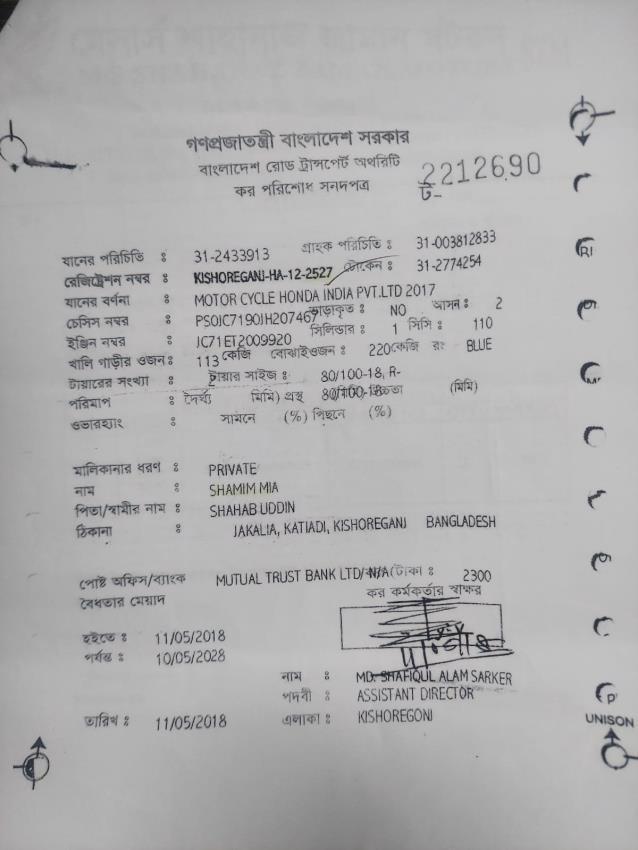 গণপ্রজাতন্ত্রী বাংলাদেশ সরকার
বাংলাদেশ রোড ট্রান্সপোর্ট অথরিটি
কর পরিশোধ সনদপত্র
ট- 2212690
যানের পরিচিতি : 31-2433913 গ্রাহক পরিচিতি : 31-003812833
রেজিষ্ট্রেশন নম্বর : KISHOREGANJ-HA-12-2527 টোকেন : 31-2774254
যানের বর্ণনা : MOTOR CYCLE HONDA INDIA PVT.LTD 2017
চেসিস নম্বর : PS0JC7190JH207467 ভাড়াকৃত : NO আসন : 2
ইঞ্জিন নম্বর : JC71ET2009920 সিলিন্ডার : 1 সিসি : 110
খালি গাড়ীর ওজন : 113 কেজি বোঝাইওজন : 220কেজি রং BLUE
টায়ারের সংখ্যা : টায়ার সাইজ : 80/100-18, R-
পরিমাপ : দৈর্ঘ্য মিমি) প্রস্থ 80/100-18 (মিমি)
ওভারহ্যাং : সামনে (%) পিছনে (%)
মালিকানার ধরণ : PRIVATE
নাম : SHAMIM MIA
পিতা/স্বামীর নাম : SHAHAB UDDIN
ঠিকানা : JAKALIA, KATIADI, KISHOREGANJ BANGLADESH
পোষ্ট অফিস/ব্যাংক MUTUAL TRUST BANK LTD/ N/A (টাকা : 2300
বৈধতার মেয়াদ কর কর্মকর্তার স্বাক্ষর
হইতে : 11/05/2018
পর্যন্ত : 10/05/2028
নাম : MD. SHAFIQUL ALAM SARKER
পদবী : ASSISTANT DIRECTOR
তারিখ : 11/05/2018 এলাকা : KISHOREGONJ
UNISON